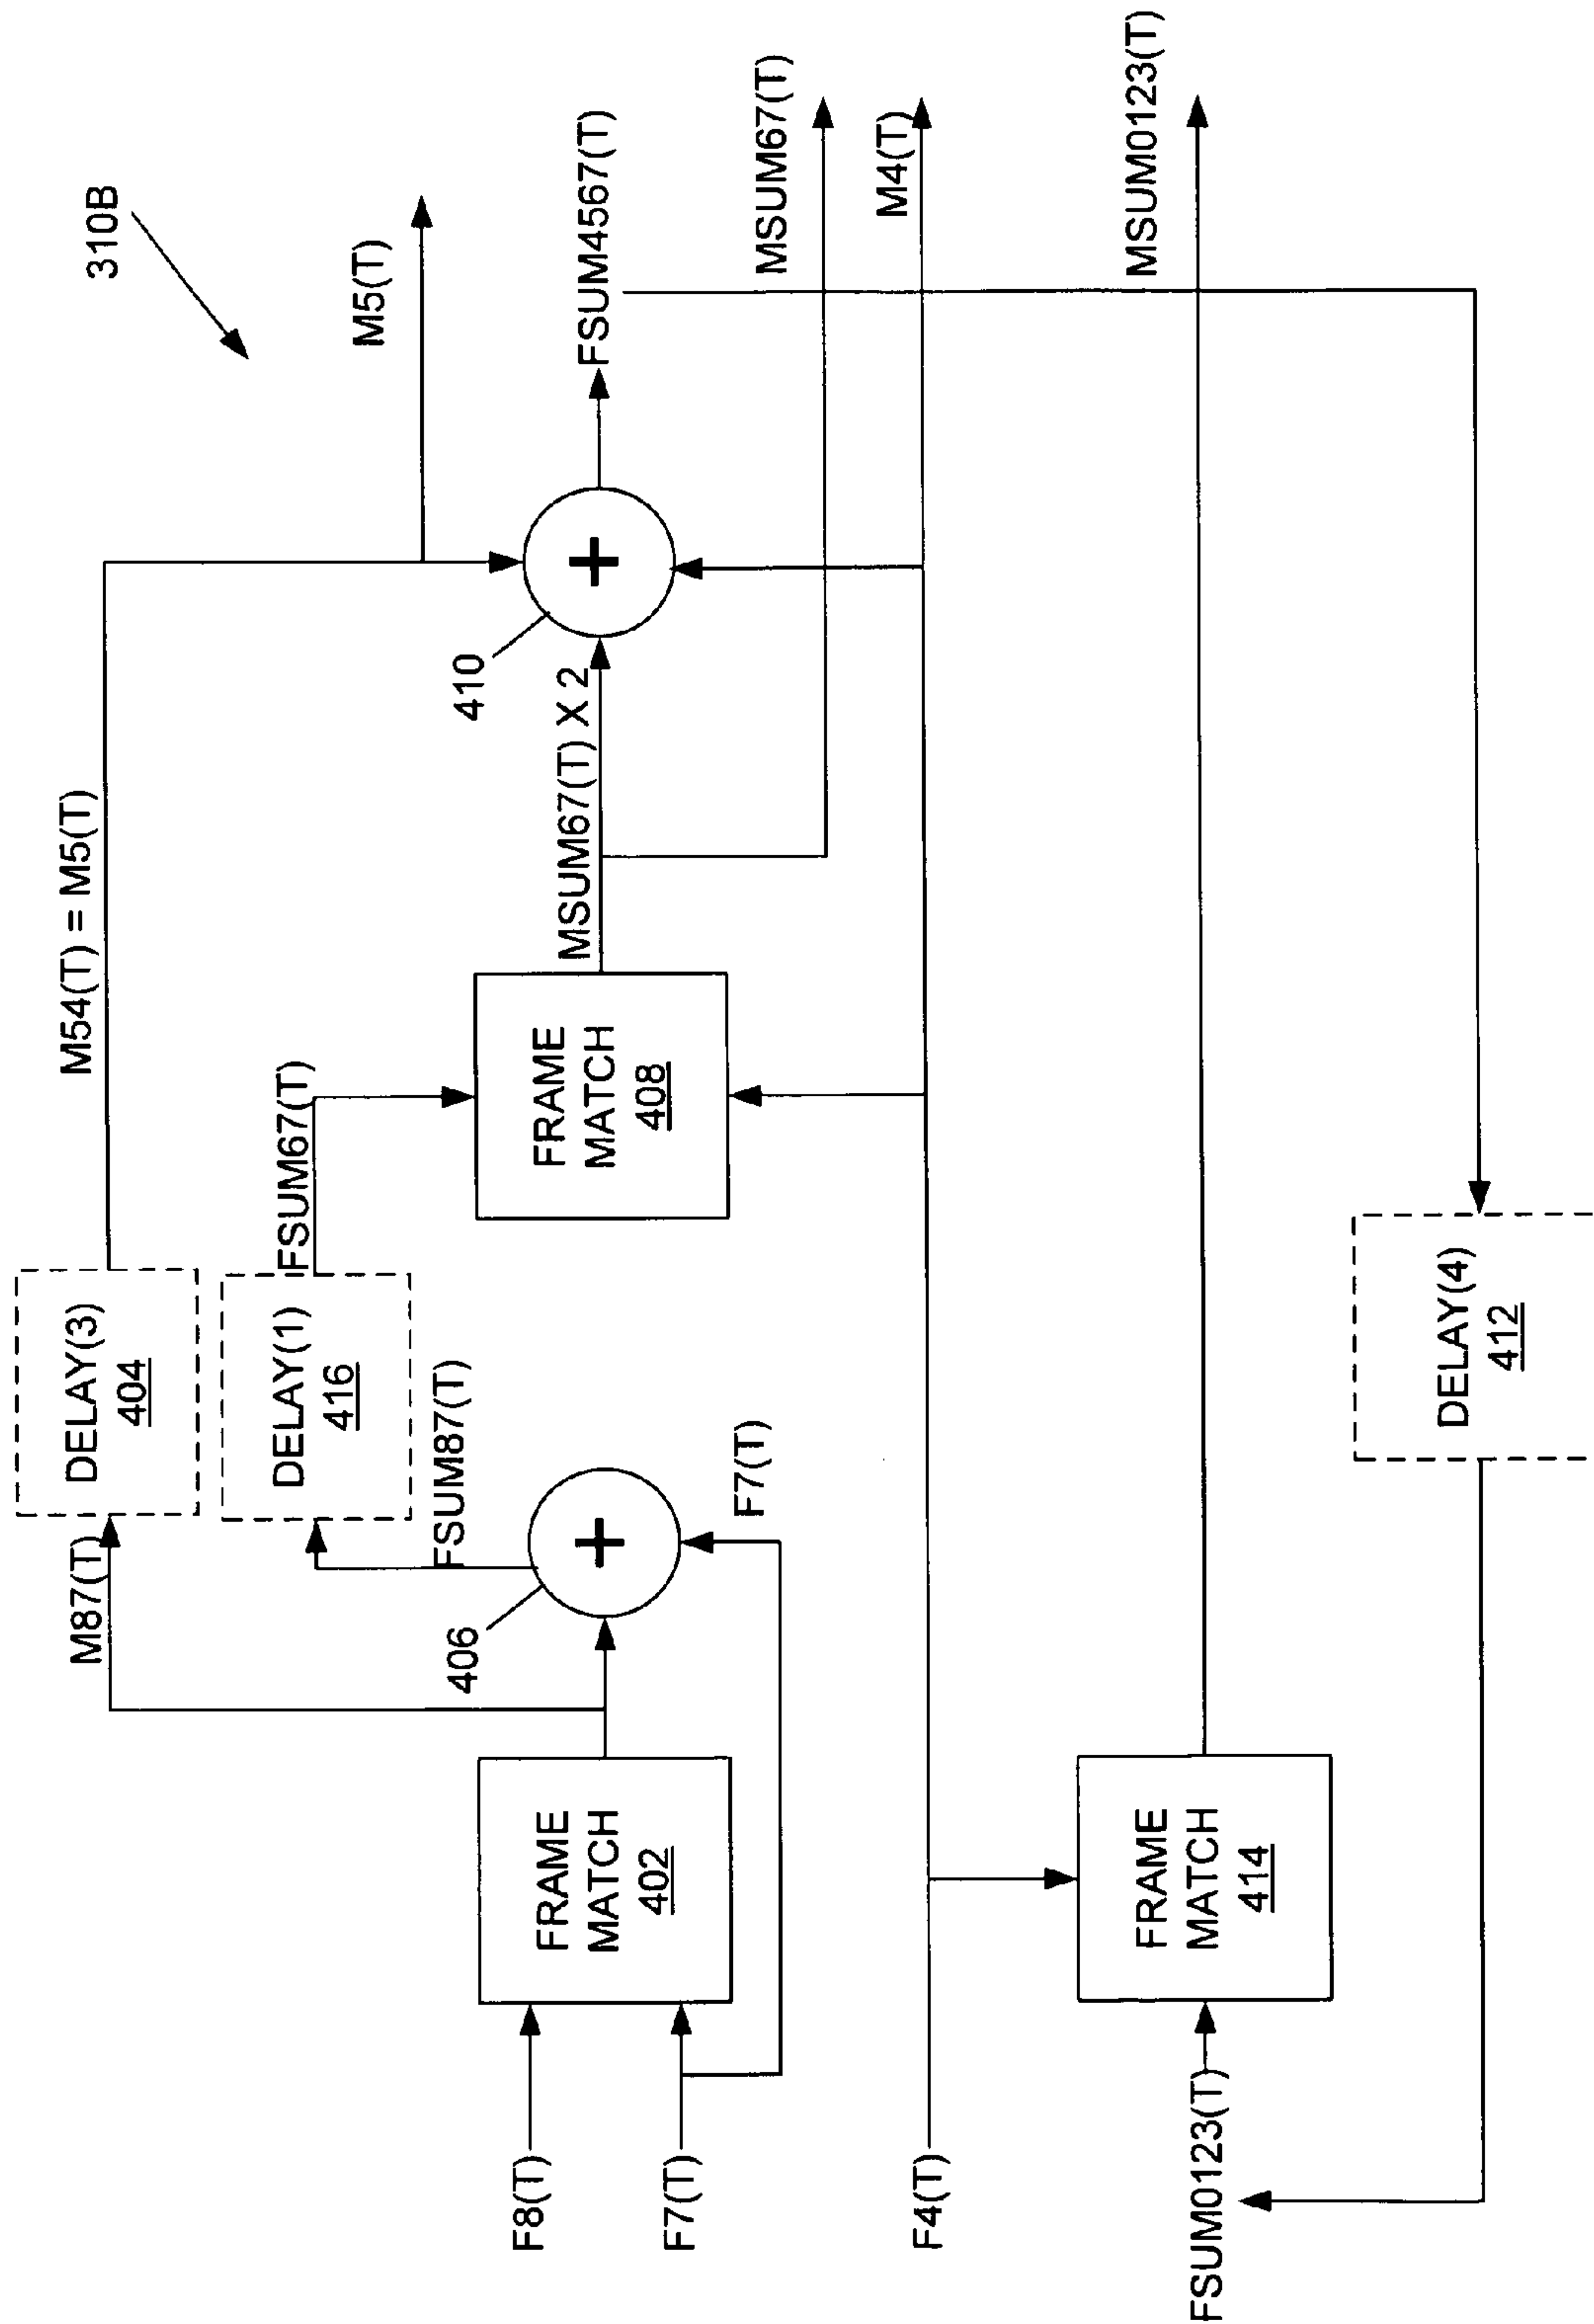 310B
M5(T)
M54(T) = M5(T)
DELAY(3)
404
M87(T)
DELAY(1)
416
FSUM67(T)
FSUM87(T)
406
+
F7(T)
FRAME
MATCH
402
F8(T)
F7(T)
FRAME
MATCH
408
MSUM67(T) X 2
410
+
FSUM4567(T)
MSUM67(T)
M4(T)
F4(T)
MSUM0123(T)
FRAME
MATCH
414
FSUM0123(T)
DELAY(4)
412